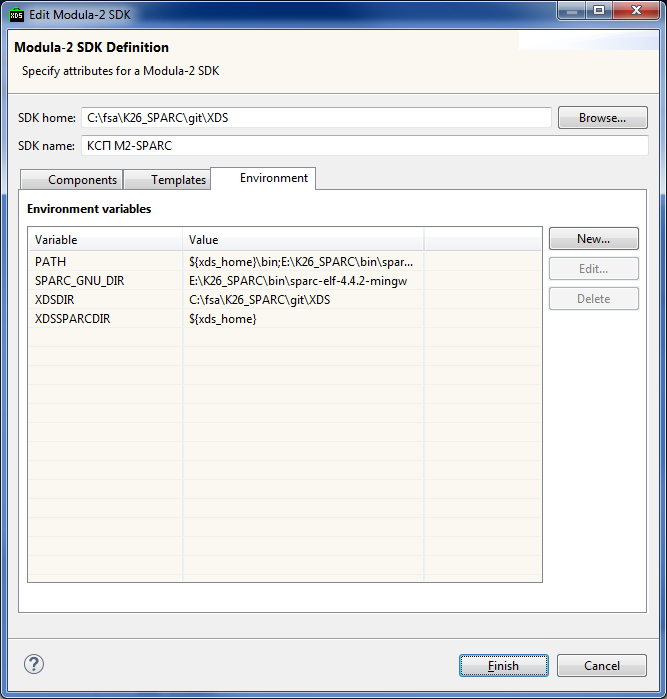 XDS Edit Modula-2 SDK
Modula-2 SDK Definition
Specify attributes for a Modula-2 SDK
SDK home: C:\fsa\K26_SPARC\git\XDS Browse...
SDK name: КСП M2-SPARC
Components Templates Environment
Environment variables
Variable Value New...
PATH ${xds_home}\bin;E:\K26_SPARC\bin\spar... Edit...
SPARC_GNU_DIR E:\K26_SPARC\bin\sparc-elf-4.4.2-mingw
XDSDIR C:\fsa\K26_SPARC\git\XDS Delete
XDSSPARCDIR ${xds_home}
? Finish Cancel